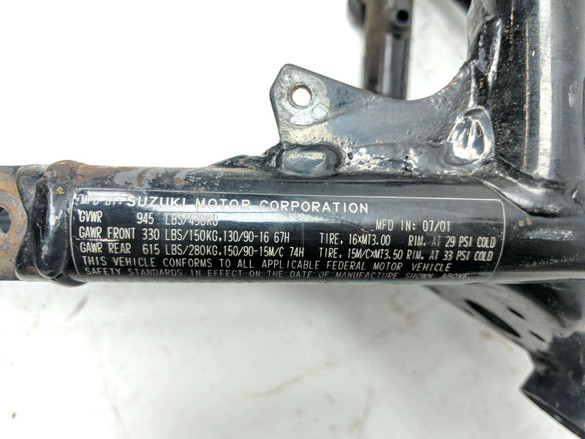 MFD BY: SUZUKI MOTOR CORPORATION
GVWR 945 LBS/430KG MFD IN: 07/01
GAWR FRONT 330 LBS/150KG,130/90-16 67H TIRE, 16xMT3.00 RIM, AT 29 PSI COLD
GAWR REAR 615 LBS/280KG,150/90-15M/C 74H TIRE, 15M/CxMT3.50 RIM, AT 33 PSI COLD
THIS VEHICLE CONFORMS TO ALL APPLICABLE FEDERAL MOTOR VEHICLE
SAFETY STANDARDS IN EFFECT ON THE DATE OF MANUFACTURE SHOWN ABOVE